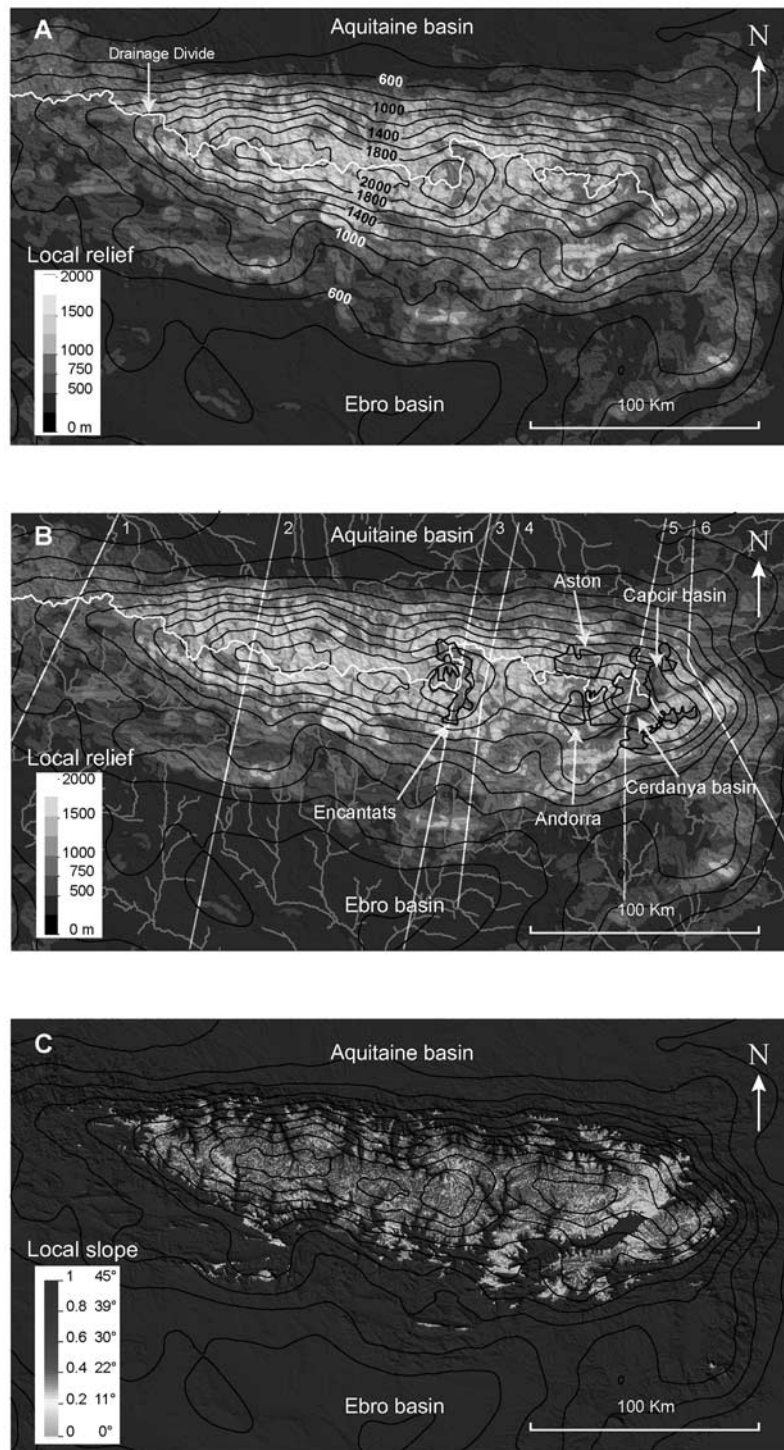 A
Aquitaine basin
N
Drainage Divide
600
1000
1400
1800
2000
1800
1400
1000
600
Local relief
2000
1500
1000
750
500
0 m
Ebro basin
100 Km
B
1
2
Aquitaine basin
3
4
5
6
N
Aston
Capcir basin
Local relief
2000
1500
1000
750
500
0 m
Encantats
Andorra
Cerdanya basin
Ebro basin
100 Km
C
Aquitaine basin
N
Local slope
1 45°
0.8 39°
0.6 30°
0.4 22°
0.2 11°
0 0°
Ebro basin
100 Km